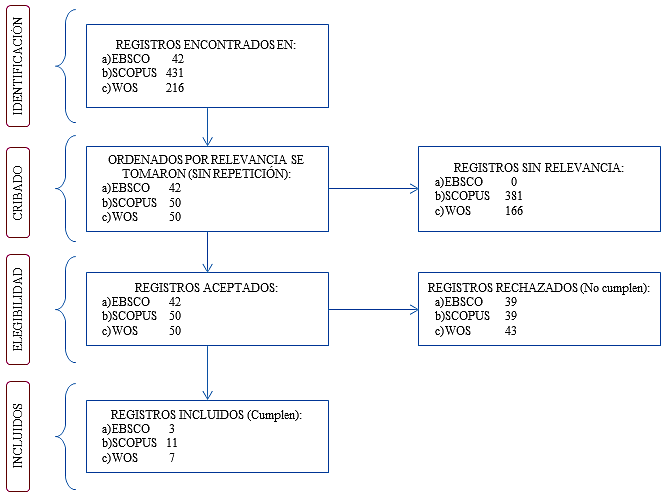 IDENTIFICACIÓN
REGISTROS ENCONTRADOS EN:
a)EBSCO 42
b)SCOPUS 431
c)WOS 216
CRIBADO
ORDENADOS POR RELEVANCIA SE
TOMARON (SIN REPETICIÓN):
a)EBSCO 42
b)SCOPUS 50
c)WOS 50
REGISTROS SIN RELEVANCIA:
a)EBSCO 0
b)SCOPUS 381
c)WOS 166
ELEGIBILIDAD
REGISTROS ACEPTADOS:
a)EBSCO 42
b)SCOPUS 50
c)WOS 50
REGISTROS RECHAZADOS (No cumplen):
a)EBSCO 39
b)SCOPUS 39
c)WOS 43
INCLUIDOS
REGISTROS INCLUIDOS (Cumplen):
a)EBSCO 3
b)SCOPUS 11
c)WOS 7